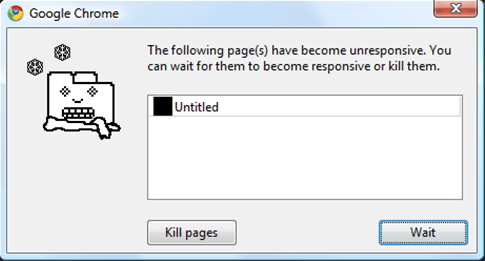 Google Chrome
The following page(s) have become unresponsive. You
can wait for them to become responsive or kill them.
Untitled
Kill pages
Wait